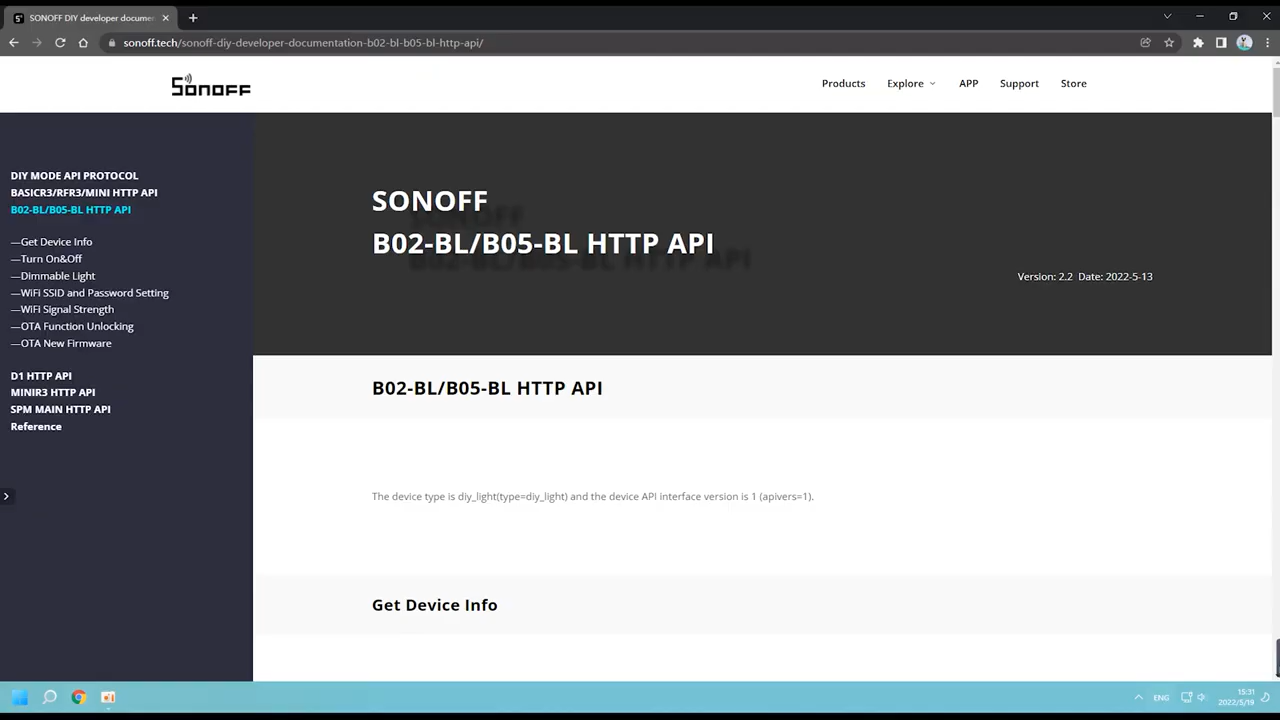 SONOFF DIY developer documen
sonoff.tech/sonoff-diy-developer-documentation-b02-bl-b05-bl-http-api/
SONOFF
Products
Explore
APP
Support
Store
DIY MODE API PROTOCOL
BASICR3/RFR3/MINI HTTP API
B02-BL/B05-BL HTTP API
—Get Device Info
—Turn On&Off
—Dimmable Light
—WiFi SSID and Password Setting
—WiFi Signal Strength
—OTA Function Unlocking
—OTA New Firmware
D1 HTTP API
MINIR3 HTTP API
SPM MAIN HTTP API
Reference
SONOFF
B02-BL/B05-BL HTTP API
Version: 2.2 Date: 2022-5-13
B02-BL/B05-BL HTTP API
The device type is diy_light(type=diy_light) and the device API interface version is 1 (apivers=1).
Get Device Info
ENG
15:31
2022/5/19